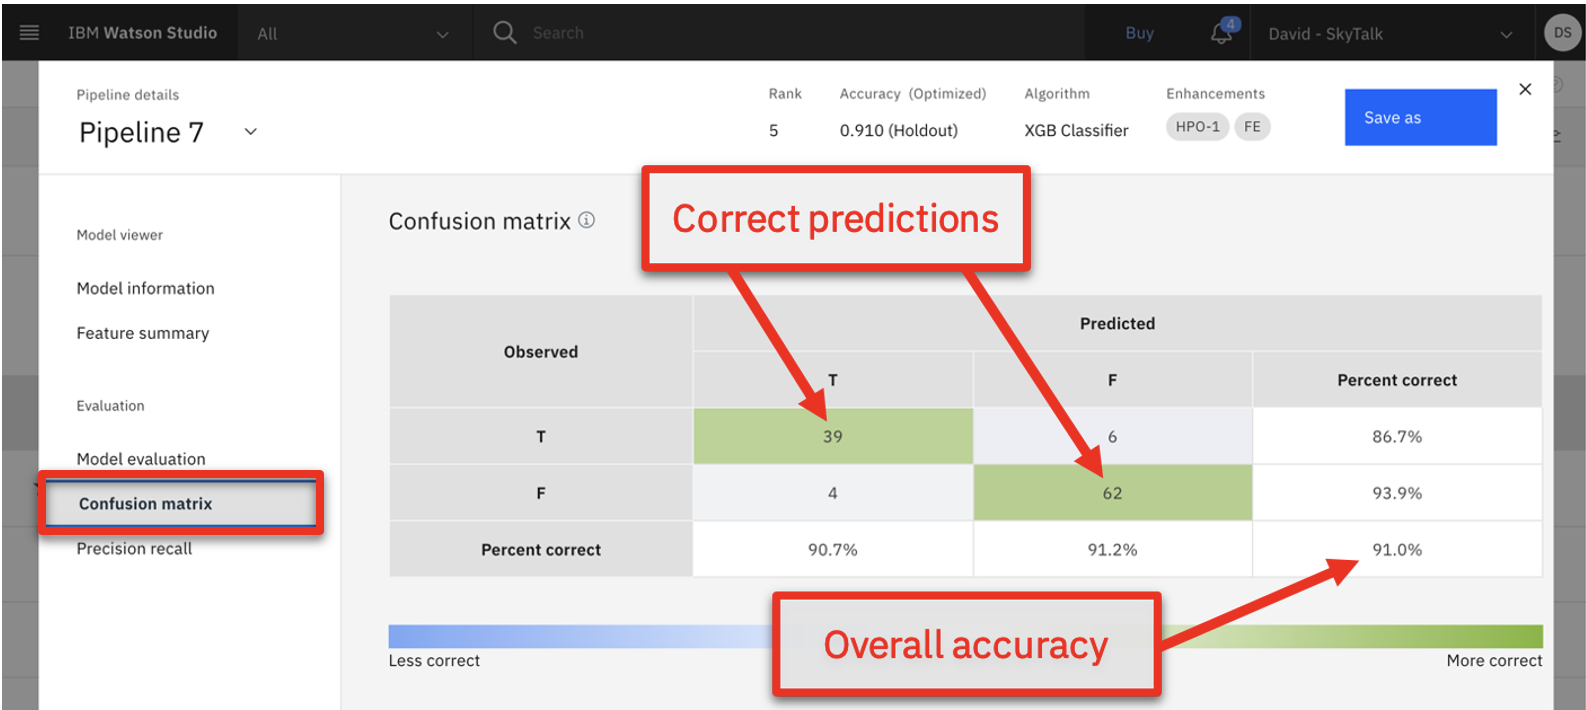 IBM Watson Studio
All
Search
Buy
4
David - SkyTalk
DS
Pipeline details
Pipeline 7
Rank
5
Accuracy (Optimized)
0.910 (Holdout)
Algorithm
XGB Classifier
Enhancements
HPO-1 FE
Save as
Model viewer
Model information
Feature summary
Evaluation
Model evaluation
Confusion matrix
Precision recall
Confusion matrix
Correct predictions
Observed
Predicted
T F Percent correct
T 39 6 86.7%
F 4 62 93.9%
Percent correct 90.7% 91.2% 91.0%
Overall accuracy
Less correct
More correct